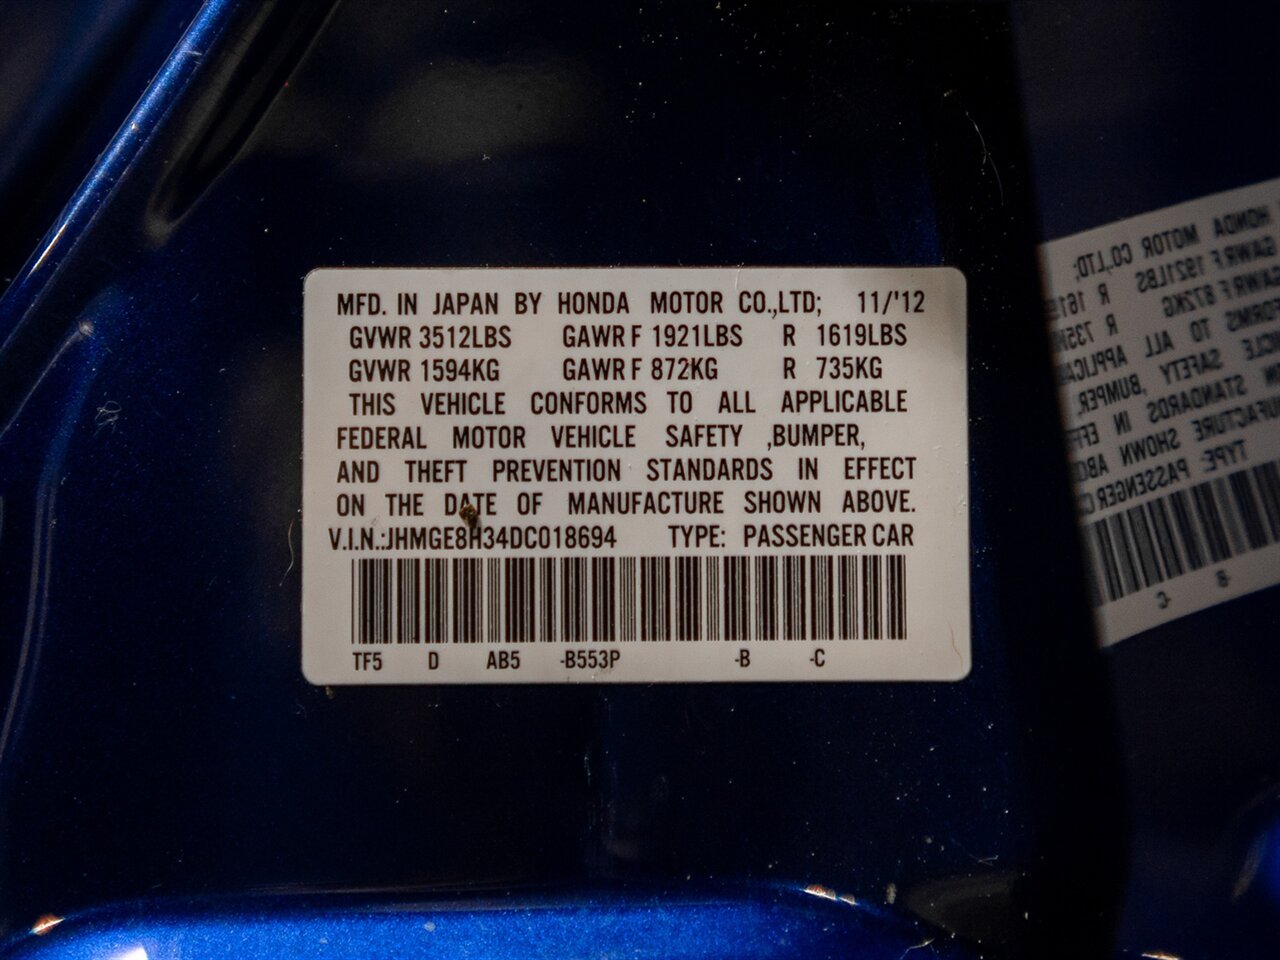 MFD. IN JAPAN BY HONDA MOTOR CO.,LTD; 11/'12
GVWR 3512LBS GAWR F 1921LBS R 1619LBS
GVWR 1594KG GAWR F 872KG R 735KG
THIS VEHICLE CONFORMS TO ALL APPLICABLE
FEDERAL MOTOR VEHICLE SAFETY ,BUMPER,
AND THEFT PREVENTION STANDARDS IN EFFECT
ON THE DATE OF MANUFACTURE SHOWN ABOVE.
V.I.N.:JHMGE8H34DC018694 TYPE: PASSENGER CAR
TF5 D AB5 -B553P -B -C